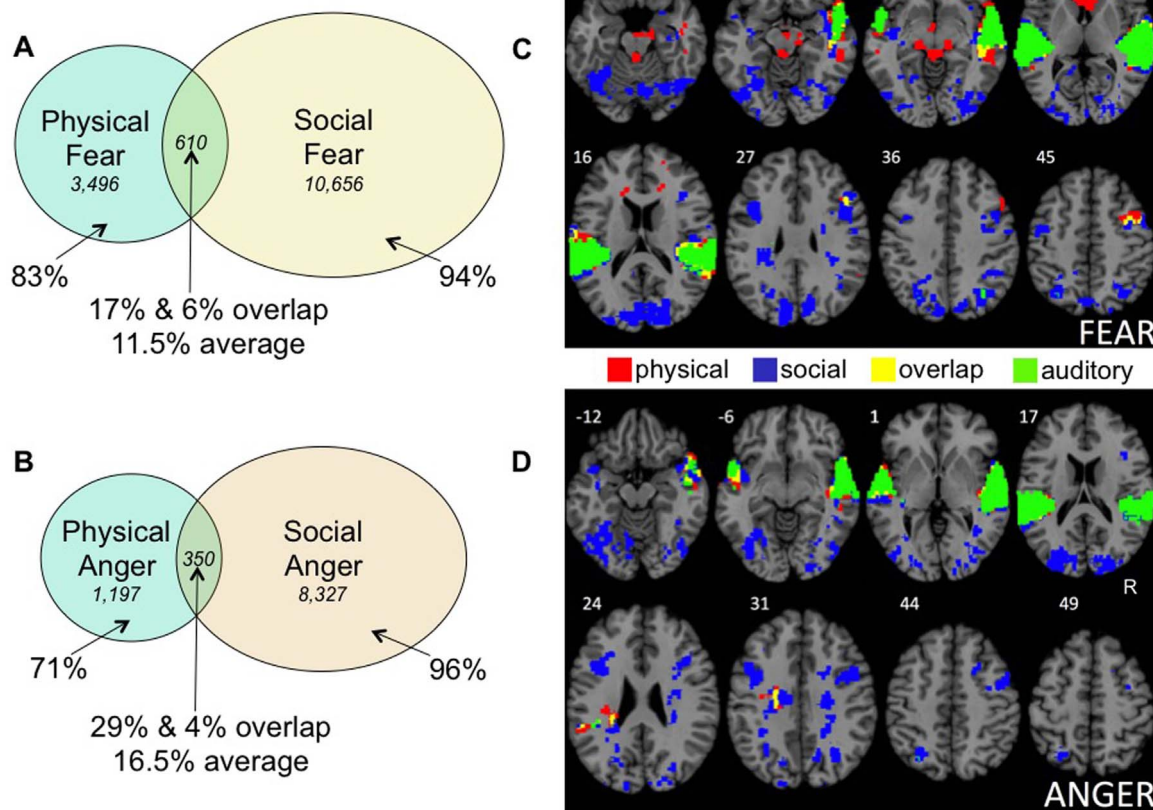 A
Physical
Fear
3,496
610
Social
Fear
10,656
83%
94%
17% & 6% overlap
11.5% average
B
Physical
Anger
1,197
350
Social
Anger
8,327
71%
96%
29% & 4% overlap
16.5% average
C
16
27
36
45
FEAR
physical
social
overlap
auditory
D
-12
-6
1
17
R
24
31
44
49
ANGER